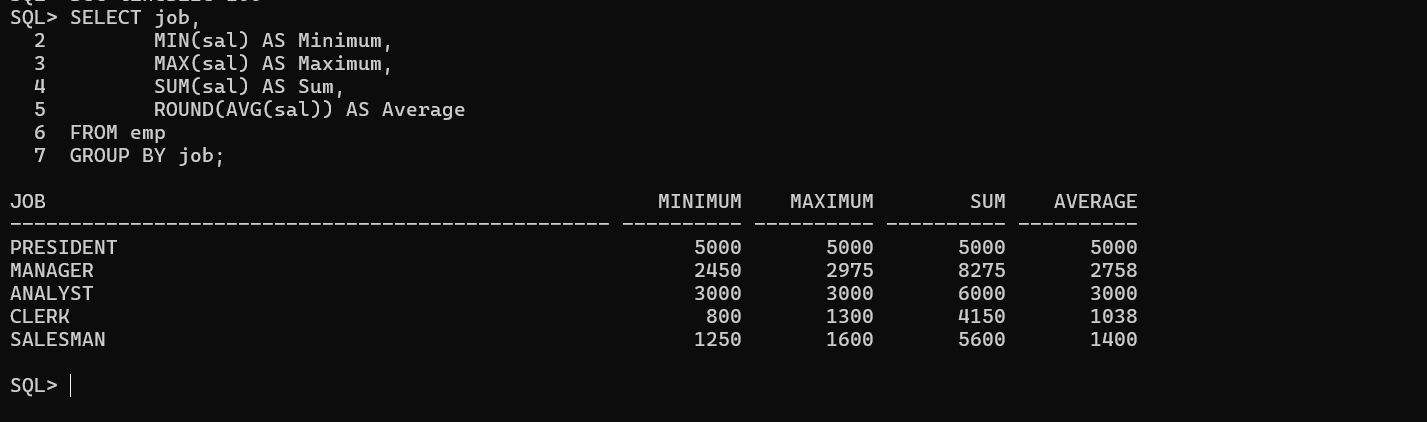 SQL> SELECT job,
  2         MIN(sal) AS Minimum,
  3         MAX(sal) AS Maximum,
  4         SUM(sal) AS Sum,
  5         ROUND(AVG(sal)) AS Average
  6  FROM emp
  7  GROUP BY job;
JOB                                                   MINIMUM    MAXIMUM        SUM    AVERAGE
-------------------------------------------------- ---------- ---------- ---------- ----------
PRESIDENT                                                5000       5000       5000       5000
MANAGER                                                  2450       2975       8275       2758
ANALYST                                                  3000       3000       6000       3000
CLERK                                                     800       1300       4150       1038
SALESMAN                                                 1250       1600       5600       1400
SQL>